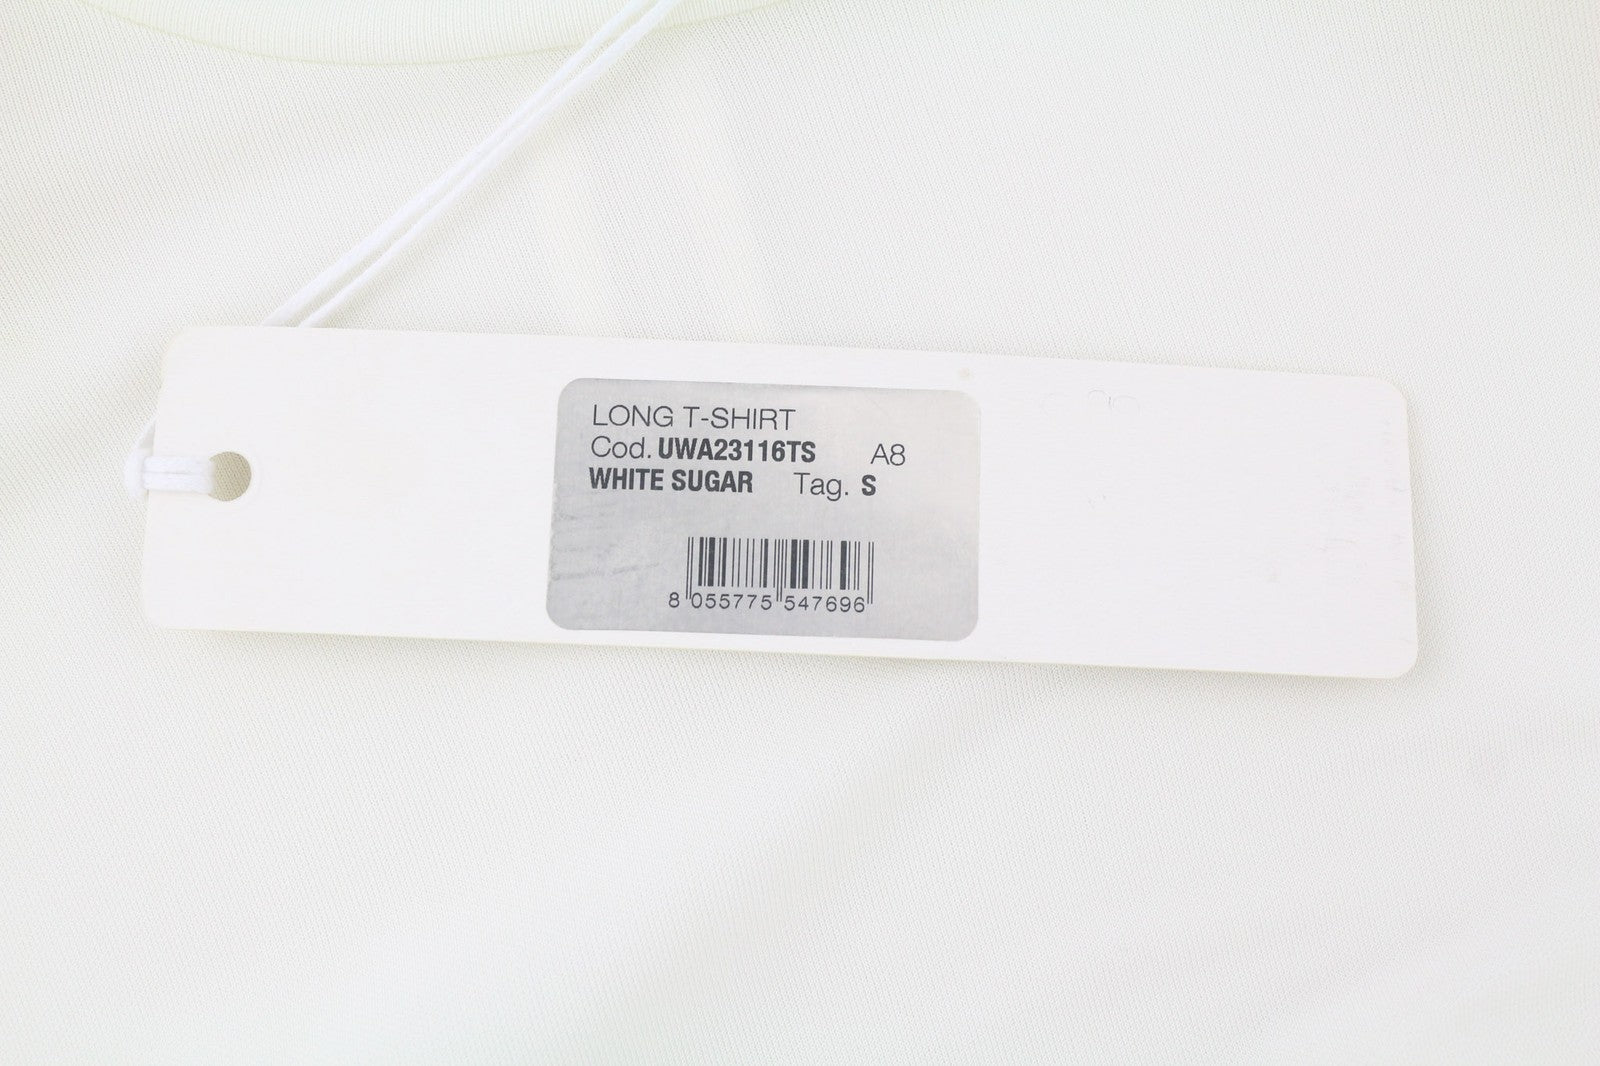 LONG T-SHIRT
Cod. UWA23116TS A8
WHITE SUGAR Tag. S
8 055775 547696